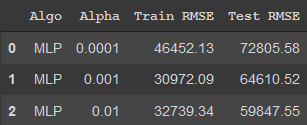 Algo Alpha Train RMSE Test RMSE
0 MLP 0.0001 46452.13 72805.58
1 MLP 0.001 30972.09 64610.52
2 MLP 0.01 32739.34 59847.55